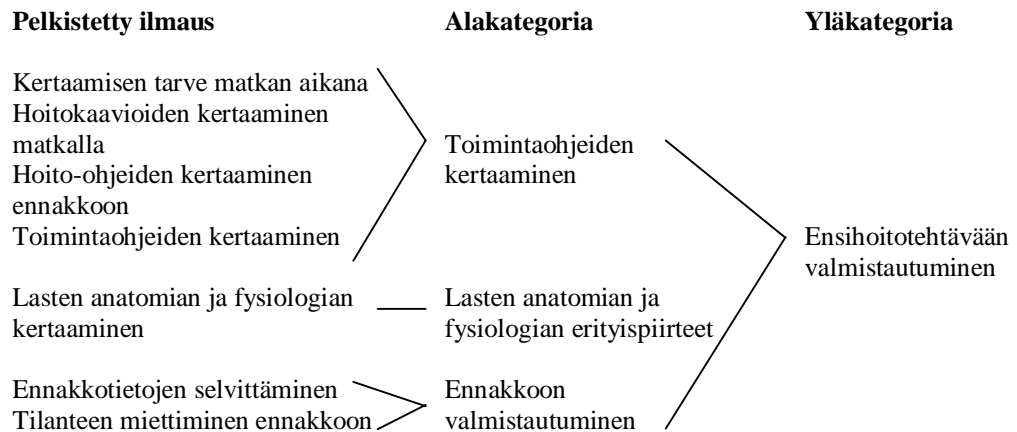 Pelkistetty ilmaus
Alakategoria
Yläkategoria
Kertaamisen tarve matkan aikana
Hoitokaavioiden kertaaminen
matkalla
Hoito-ohjeiden kertaaminen
ennakkoon
Toimintaohjeiden kertaaminen
Toimintaohjeiden
kertaaminen
Ensihoitotehtävään
valmistautuminen
Lasten anatomian ja fysiologian
kertaaminen
Lasten anatomian ja
fysiologian erityispiirteet
Ennakkotietojen selvittäminen
Tilanteen miettiminen ennakkoon
Ennakkoon
valmistautuminen